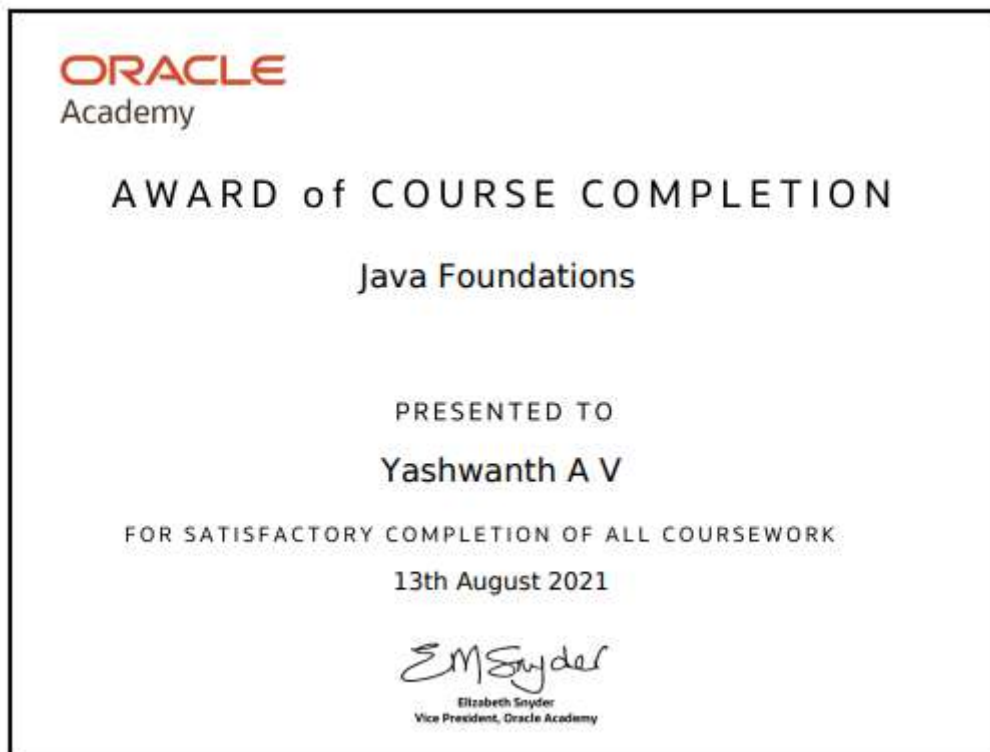 ORACLE
Academy
AWARD of COURSE COMPLETION
Java Foundations
PRESENTED TO
Yashwanth A V
FOR SATISFACTORY COMPLETION OF ALL COURSEWORK
13th August 2021
EMSnyder
Elizabeth Snyder
Vice President, Oracle Academy